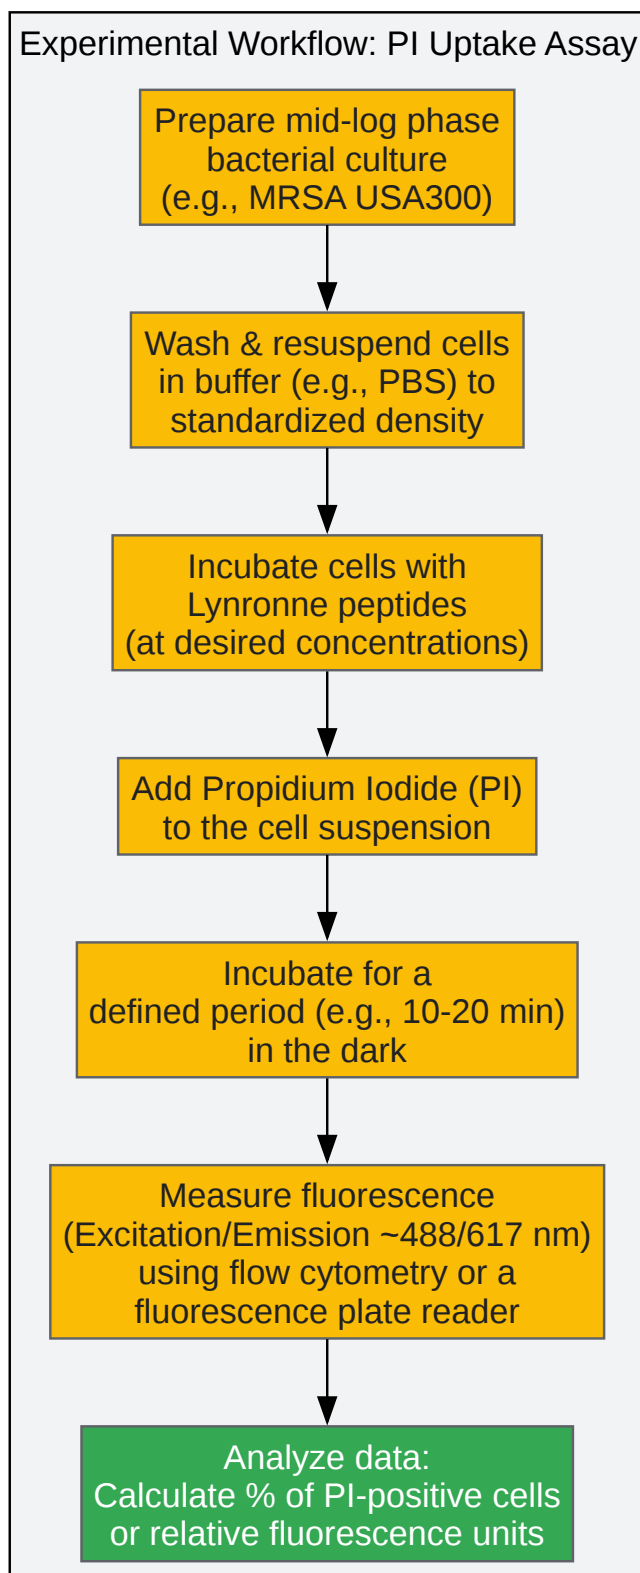 Experimental Workflow: PI Uptake Assay
Prepare mid-log phase
bacterial culture
(e.g., MRSA USA300)
Wash & resuspend cells
in buffer (e.g., PBS) to
standardized density
Incubate cells with
Lynronne peptides
(at desired concentrations)
Add Propidium Iodide (PI)
to the cell suspension
Incubate for a
defined period (e.g., 10-20 min)
in the dark
Measure fluorescence
(Excitation/Emission ~488/617 nm)
using flow cytometry or a
fluorescence plate reader
Analyze data:
Calculate % of PI-positive cells
or relative fluorescence units